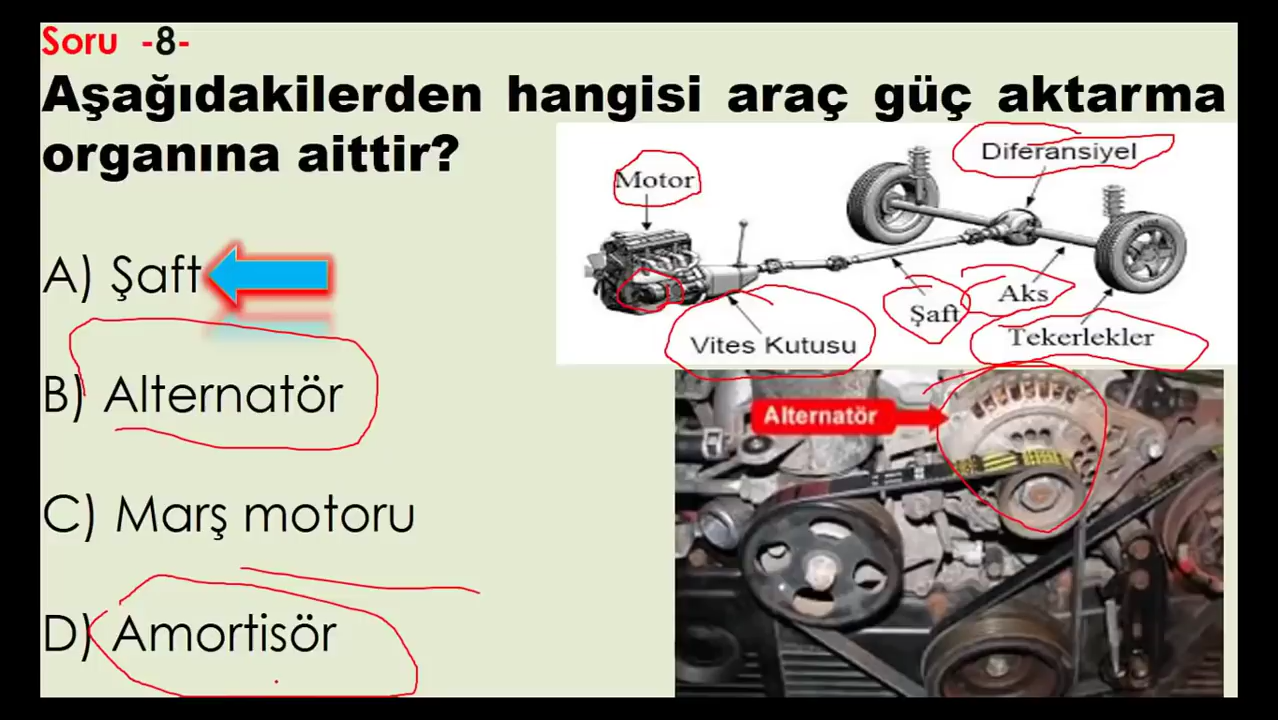 Soru -8-
Aşağıdakilerden hangisi araç güç aktarma
organına aittir?
A) Şaft
B) Alternatör
C) Marş motoru
D) Amortisör
Diferansiyel
Motor
Şaft
Aks
Vites Kutusu
Tekerlekler
Alternatör